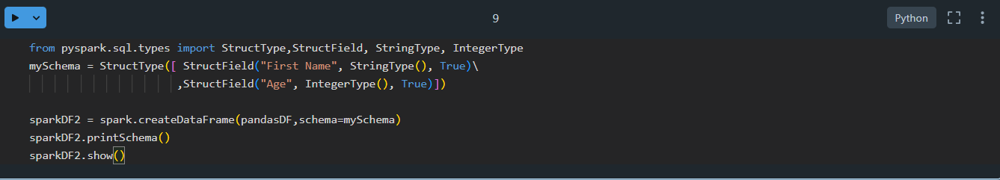 9
Python
from pyspark.sql.types import StructType,StructField, StringType, IntegerType
mySchema = StructType([ StructField("First Name", StringType(), True)\
                       ,StructField("Age", IntegerType(), True)])
sparkDF2 = spark.createDataFrame(pandasDF,schema=mySchema)
sparkDF2.printSchema()
sparkDF2.show()